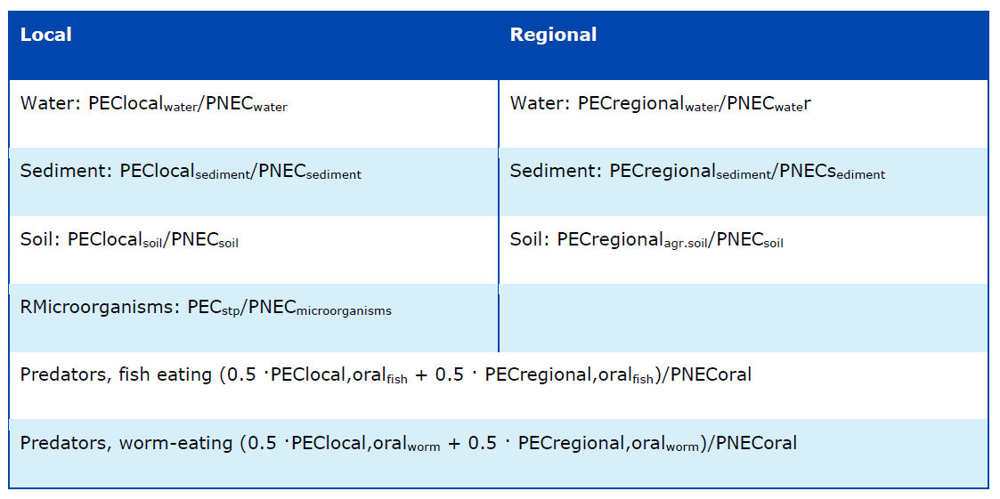 Local Regional
Water: PEClocalwater/PNECwater Water: PECregionalwater/PNECwater
Sediment: PEClocalsediment/PNECsediment Sediment: PECregionalsediment/PNECsediment
Soil: PEClocalsoil/PNECsoil Soil: PECregionalagr.soil/PNECsoil
RMicroorganisms: PECstp/PNECmicroorganisms
Predators, fish eating (0.5 ·PEClocal,oralfish + 0.5 · PECregional,oralfish)/PNECoral
Predators, worm-eating (0.5 ·PEClocal,oralworm + 0.5 · PECregional,oralworm)/PNECoral